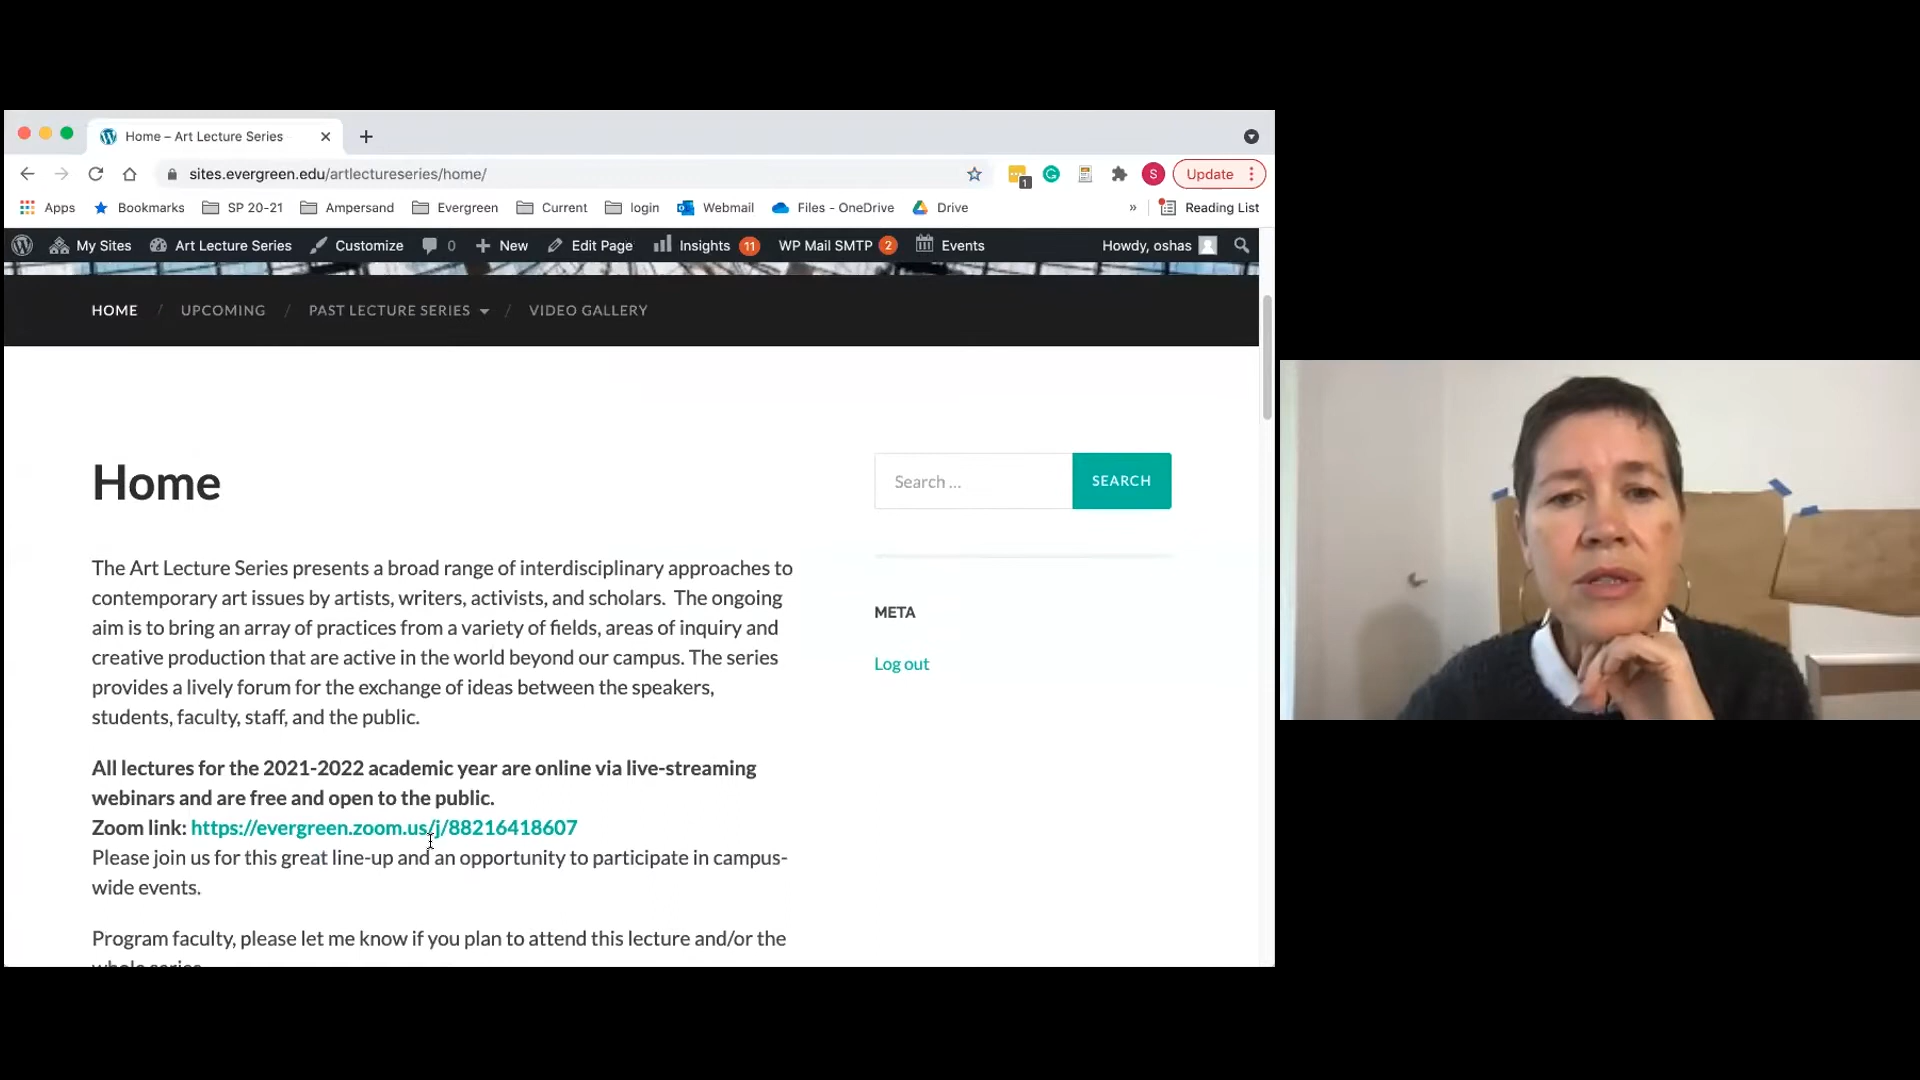 Home – Art Lecture Series
sites.evergreen.edu/artlectureseries/home/
1
S
Update
Apps
Bookmarks
SP 20-21
Ampersand
Evergreen
Current
login
Webmail
Files - OneDrive
Drive
»
Reading List
My Sites
Art Lecture Series
Customize
0
New
Edit Page
Insights 11
WP Mail SMTP 2
Events
Howdy, oshas
HOME / UPCOMING / PAST LECTURE SERIES / VIDEO GALLERY
Home
Search ...
SEARCH
The Art Lecture Series presents a broad range of interdisciplinary approaches to
contemporary art issues by artists, writers, activists, and scholars. The ongoing
aim is to bring an array of practices from a variety of fields, areas of inquiry and
creative production that are active in the world beyond our campus. The series
provides a lively forum for the exchange of ideas between the speakers,
students, faculty, staff, and the public.
META
Log out
All lectures for the 2021-2022 academic year are online via live-streaming
webinars and are free and open to the public.
Zoom link: https://evergreen.zoom.us/j/88216418607
Please join us for this great line-up and an opportunity to participate in campus-
wide events.
Program faculty, please let me know if you plan to attend this lecture and/or the
whole series.